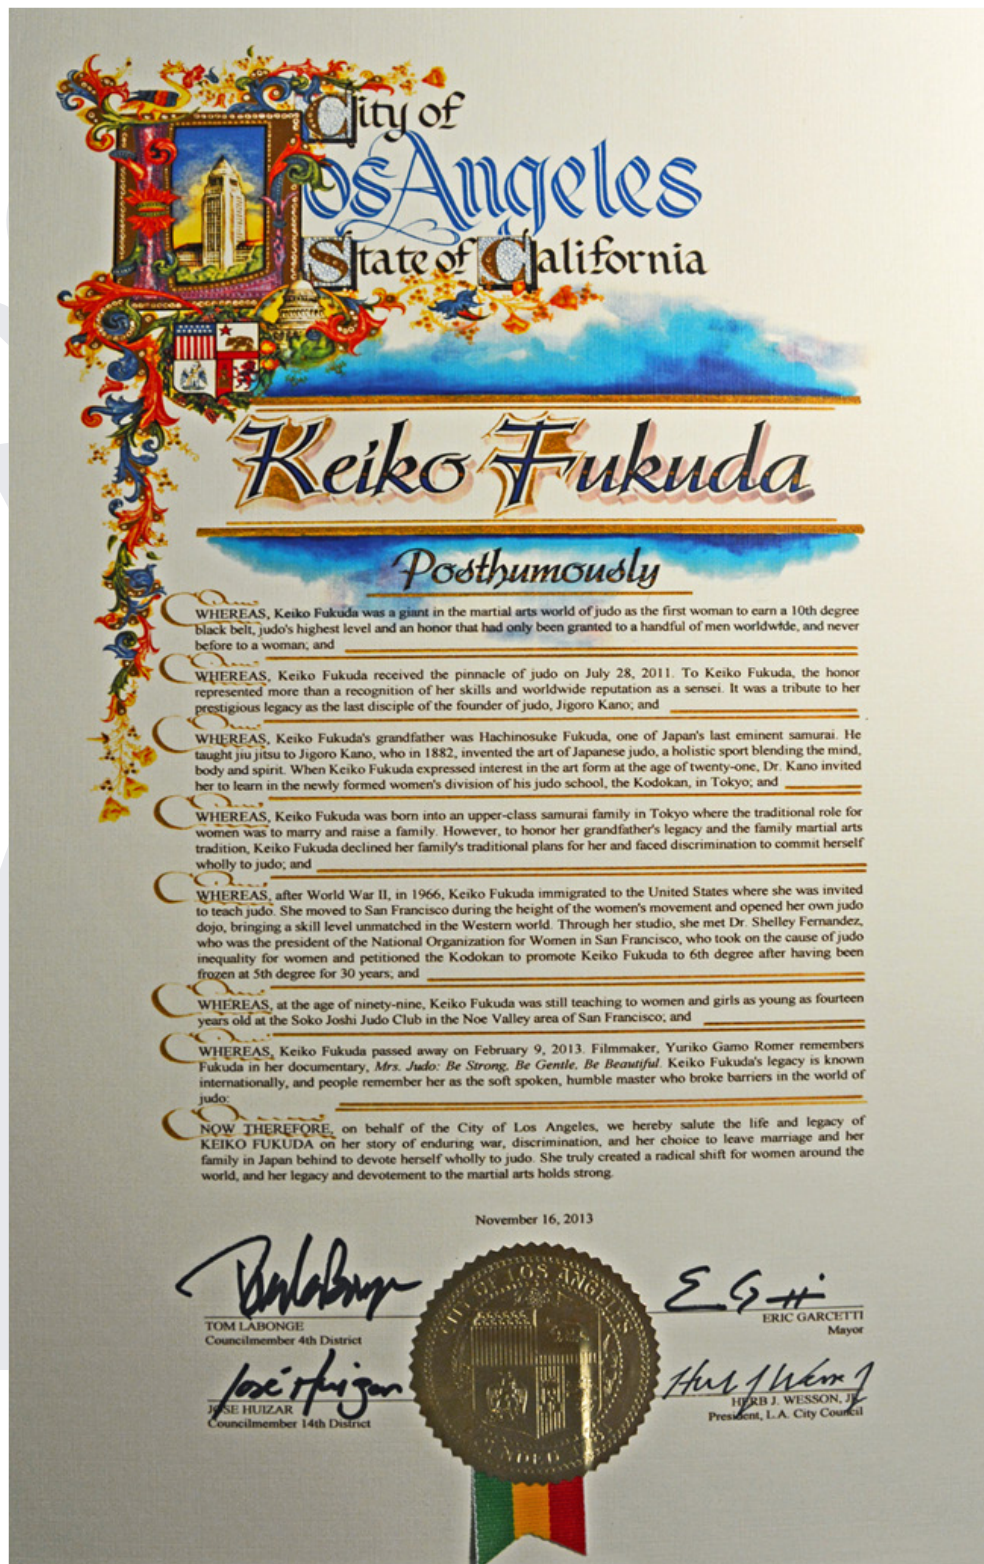 City of
Los Angeles
State of California
Keiko Fukuda
Posthumously
WHEREAS, Keiko Fukuda was a giant in the martial arts world of judo as the first woman to earn a 10th degree
black belt, judo's highest level and an honor that had only been granted to a handful of men worldwide, and never
before to a woman; and
WHEREAS, Keiko Fukuda received the pinnacle of judo on July 28, 2011. To Keiko Fukuda, the honor
represented more than a recognition of her skills and worldwide reputation as a sensei. It was a tribute to her
prestigious legacy as the last disciple of the founder of judo, Jigoro Kano; and
WHEREAS, Keiko Fukuda's grandfather was Hachinosuke Fukuda, one of Japan's last eminent samurai. He
taught jiu jitsu to Jigoro Kano, who in 1882, invented the art of Japanese judo, a holistic sport blending the mind,
body and spirit. When Keiko Fukuda expressed interest in the art form at the age of twenty-one, Dr. Kano invited
her to learn in the newly formed women's division of his judo school, the Kodokan, in Tokyo; and
WHEREAS, Keiko Fukuda was born into an upper-class samurai family in Tokyo where the traditional role for
women was to marry and raise a family. However, to honor her grandfather's legacy and the family martial arts
tradition, Keiko Fukuda declined her family's traditional plans for her and faced discrimination to commit herself
wholly to judo; and
WHEREAS, after World War II, in 1966, Keiko Fukuda immigrated to the United States where she was invited
to teach judo. She moved to San Francisco during the height of the women's movement and opened her own judo
dojo, bringing a skill level unmatched in the Western world. Through her studio, she met Dr. Shelley Fernandez,
who was the president of the National Organization for Women in San Francisco, who took on the cause of judo
inequality for women and petitioned the Kodokan to promote Keiko Fukuda to 6th degree after having been
frozen at 5th degree for 30 years; and
WHEREAS, at the age of ninety-nine, Keiko Fukuda was still teaching to women and girls as young as fourteen
years old at the Soko Joshi Judo Club in the Noe Valley area of San Francisco; and
WHEREAS, Keiko Fukuda passed away on February 9, 2013. Filmmaker, Yuriko Gamo Romer remembers
Fukuda in her documentary, Mrs. Judo: Be Strong, Be Gentle, Be Beautiful. Keiko Fukuda's legacy is known
internationally, and people remember her as the soft spoken, humble master who broke barriers in the world of
judo:
NOW THEREFORE, on behalf of the City of Los Angeles, we hereby salute the life and legacy of
KEIKO FUKUDA on her story of enduring war, discrimination, and her choice to leave marriage and her
family in Japan behind to devote herself wholly to judo. She truly created a radical shift for women around the
world, and her legacy and devotement to the martial arts holds strong.
November 16, 2013
TOM LABONGE
Councilmember 4th District
ERIC GARCETTI
Mayor
José Huizar
JOSE HUIZAR
Councilmember 14th District
HERB J. WESSON, JR.
President, L.A. City Council
CITY OF LOS ANGELES